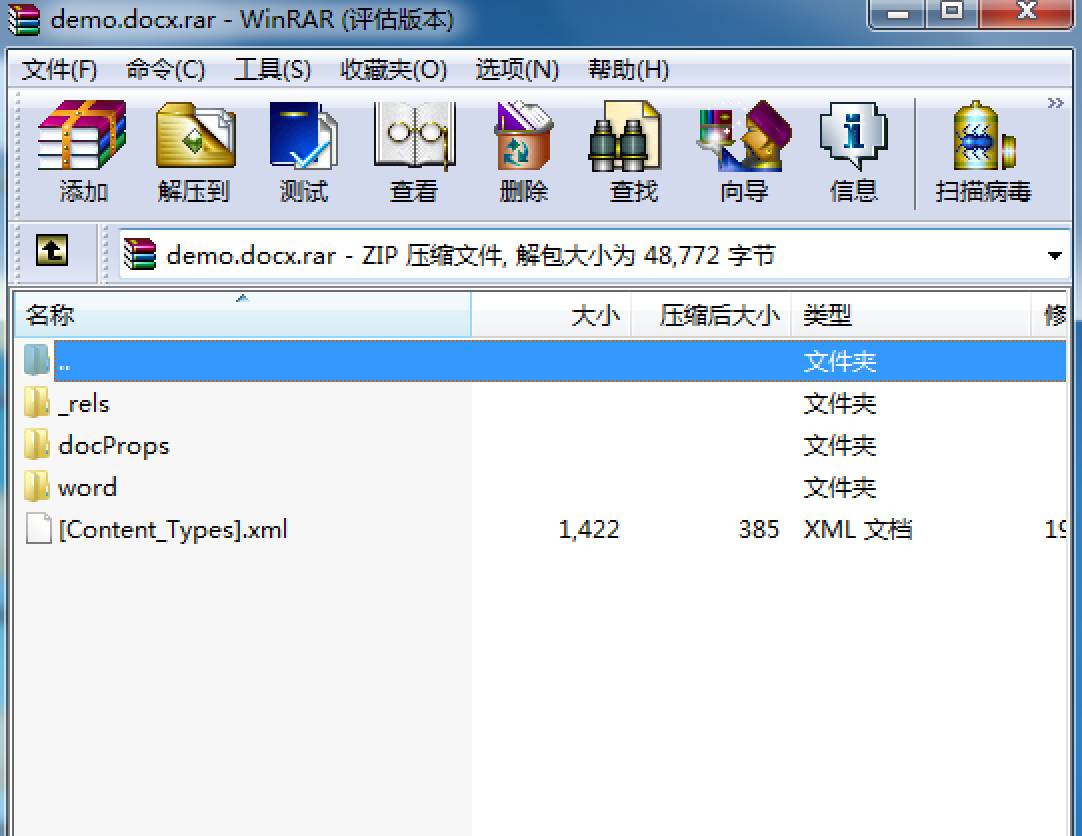 demo.docx.rar - WinRAR (评估版本)
文件(F) 命令(C) 工具(S) 收藏夹(O) 选项(N) 帮助(H)
添加 解压到 测试 查看 删除 查找 向导 信息 扫描病毒
demo.docx.rar - ZIP 压缩文件, 解包大小为 48,772 字节
名称 大小 压缩后大小 类型 修
.. 文件夹
_rels 文件夹
docProps 文件夹
word 文件夹
[Content_Types].xml 1,422 385 XML 文档 19